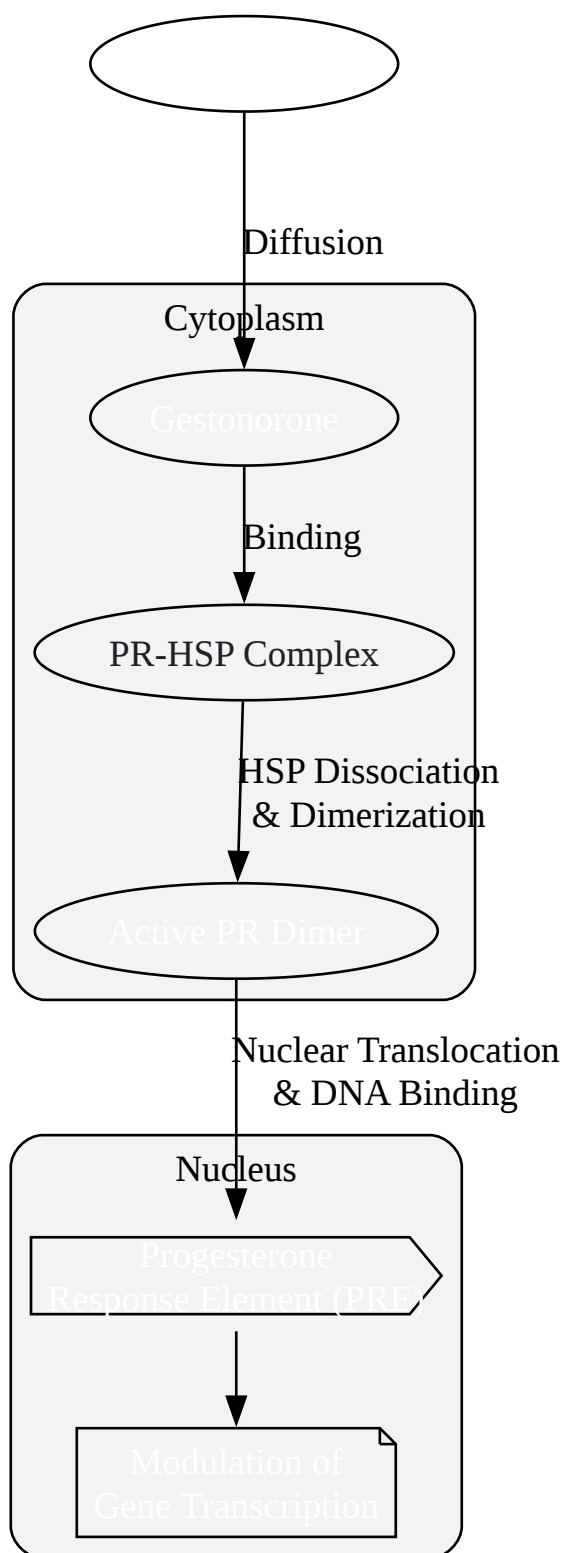 Diffusion
Cytoplasm
Gestonorone
Binding
PR-HSP Complex
HSP Dissociation
& Dimerization
Active PR Dimer
Nuclear Translocation
& DNA Binding
Nucleus
Progesterone
Response Element (PRE)
Modulation of
Gene Transcription